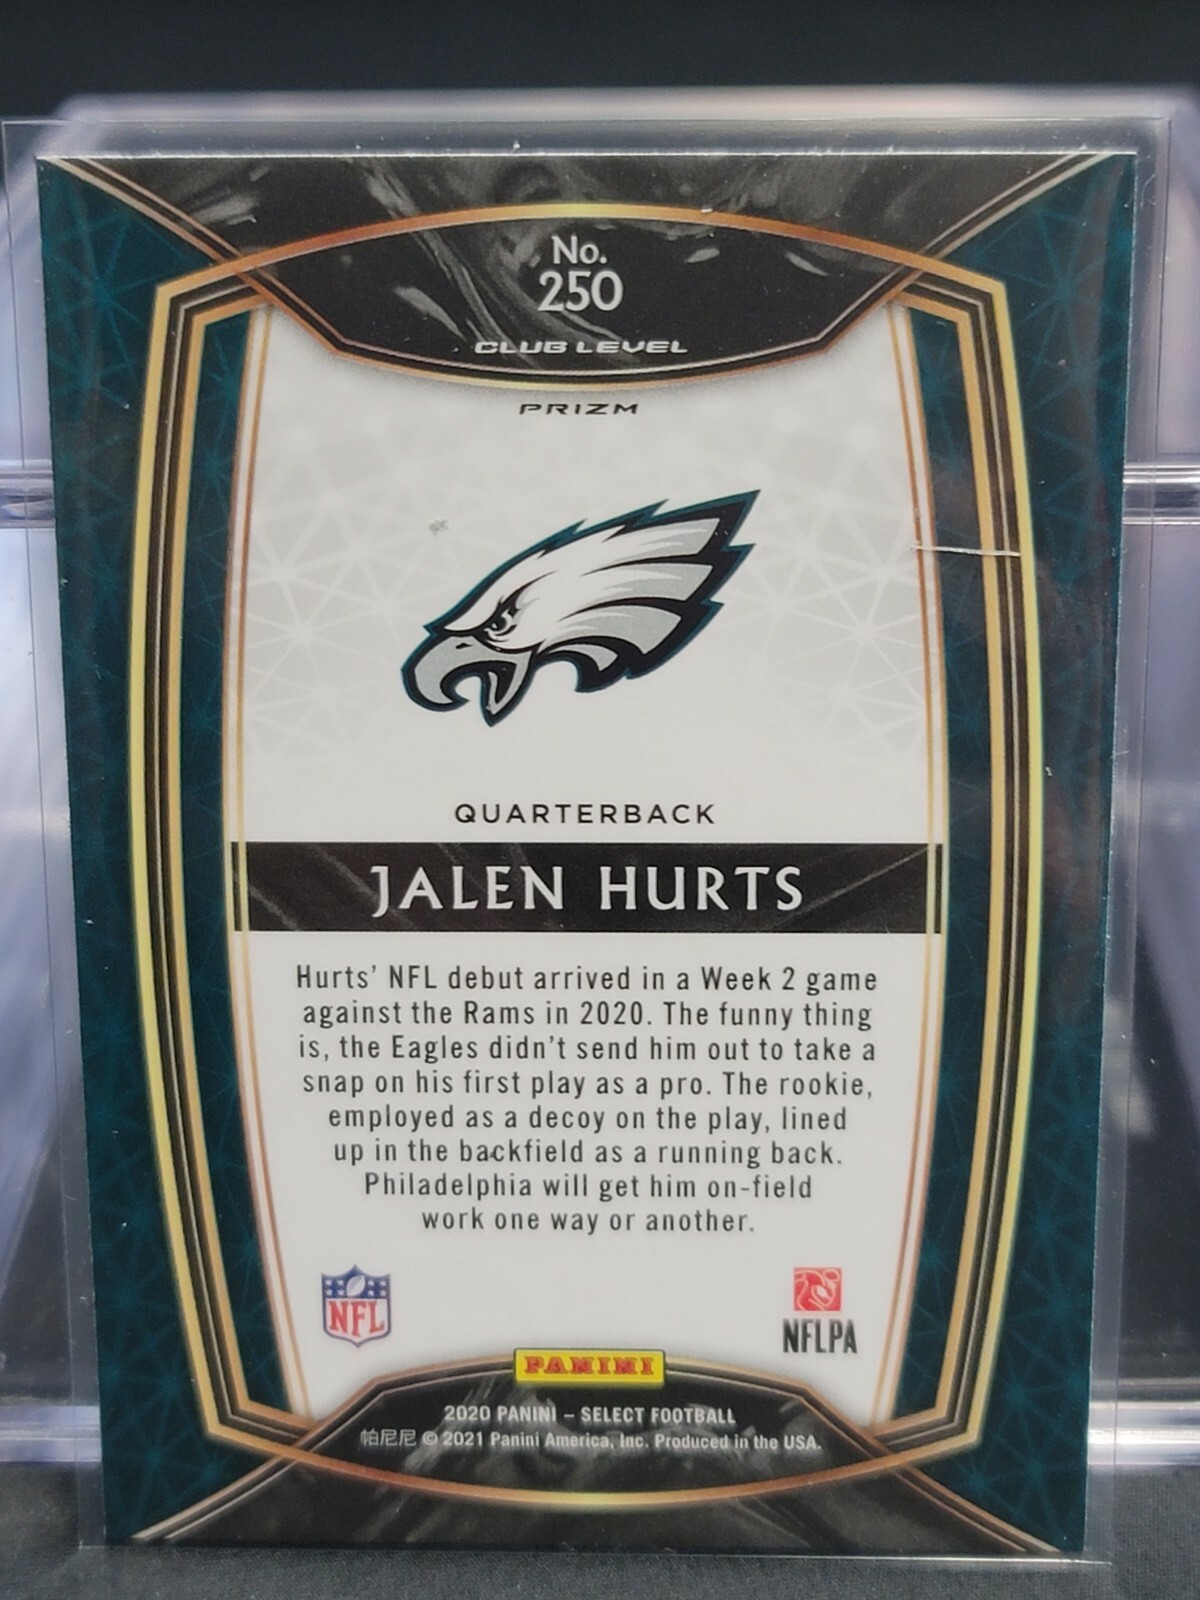 No.
250
CLUB LEVEL
PRIZM
QUARTERBACK
JALEN HURTS
Hurts' NFL debut arrived in a Week 2 game
against the Rams in 2020. The funny thing
is, the Eagles didn't send him out to take a
snap on his first play as a pro. The rookie,
employed as a decoy on the play, lined
up in the backfield as a running back.
Philadelphia will get him on-field
work one way or another.
NFL
NFLPA
PANINI
2020 PANINI – SELECT FOOTBALL
帕尼尼 © 2021 Panini America, Inc. Produced in the USA.